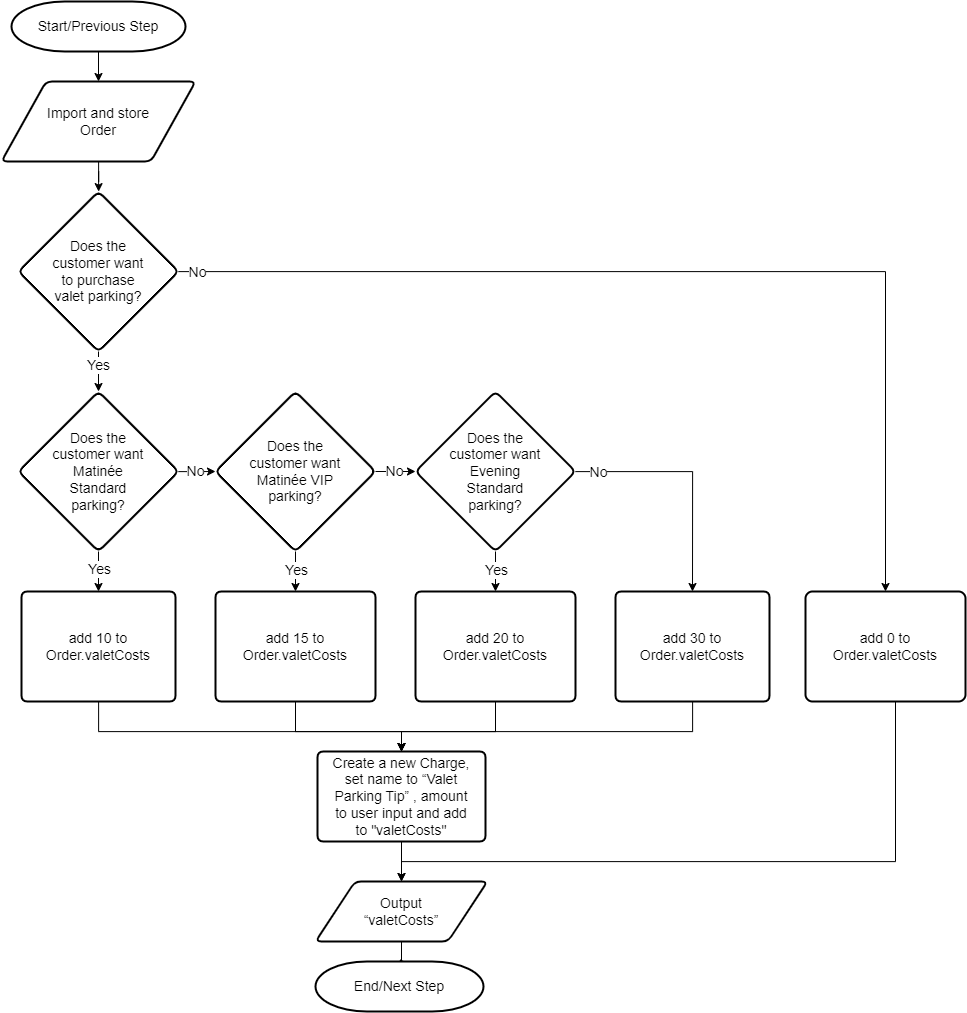 Start/Previous Step
Import and store
Order
Does the
customer want
to purchase
valet parking?
No
Yes
Does the
customer want
Matinée
Standard
parking?
No
Does the
customer want
Matinée VIP
parking?
No
Does the
customer want
Evening
Standard
parking?
No
Yes
Yes
Yes
add 10 to
Order.valetCosts
add 15 to
Order.valetCosts
add 20 to
Order.valetCosts
add 30 to
Order.valetCosts
add 0 to
Order.valetCosts
Create a new Charge,
set name to “Valet
Parking Tip” , amount
to user input and add
to "valetCosts"
Output
“valetCosts”
End/Next Step